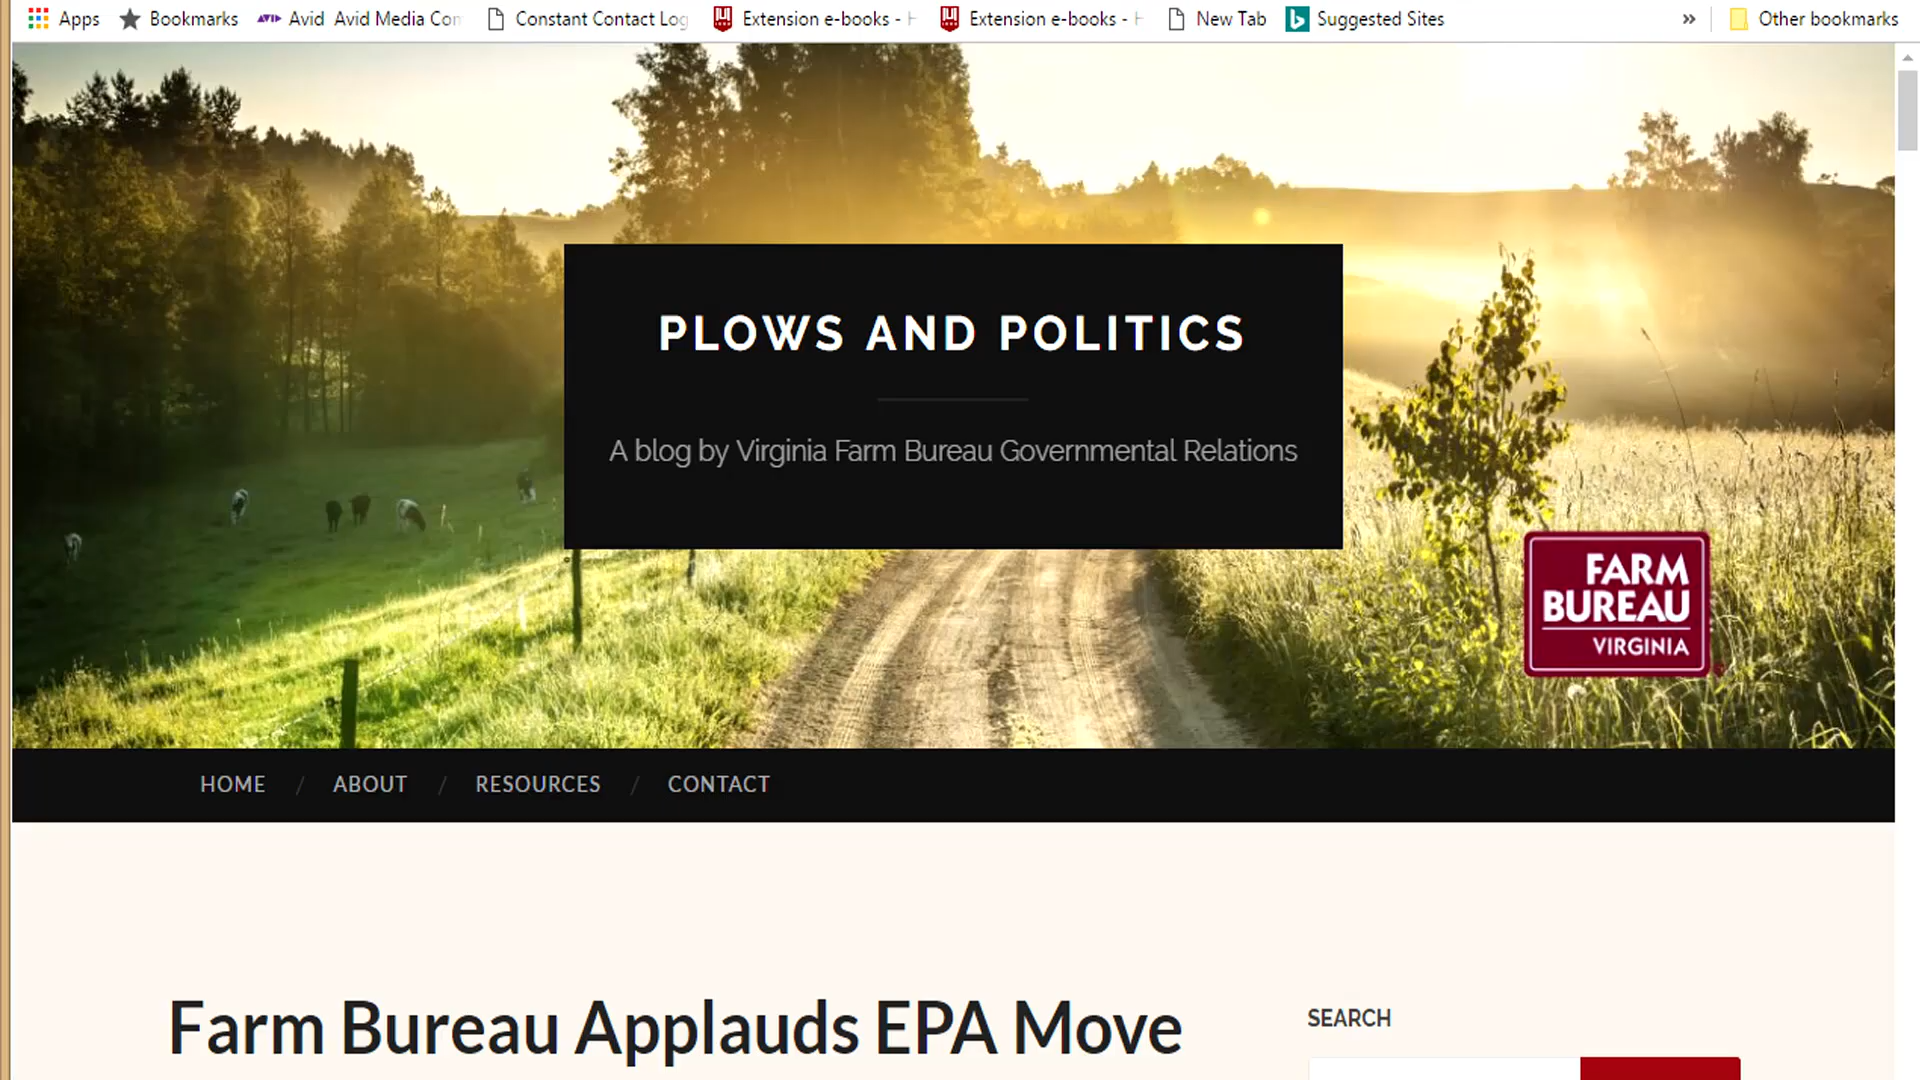 Apps Bookmarks Avid Avid Media Con Constant Contact Log Extension e-books - Extension e-books - New Tab Suggested Sites » Other bookmarks
PLOWS AND POLITICS
A blog by Virginia Farm Bureau Governmental Relations
FARM
BUREAU
VIRGINIA
HOME / ABOUT / RESOURCES / CONTACT
Farm Bureau Applauds EPA Move
SEARCH